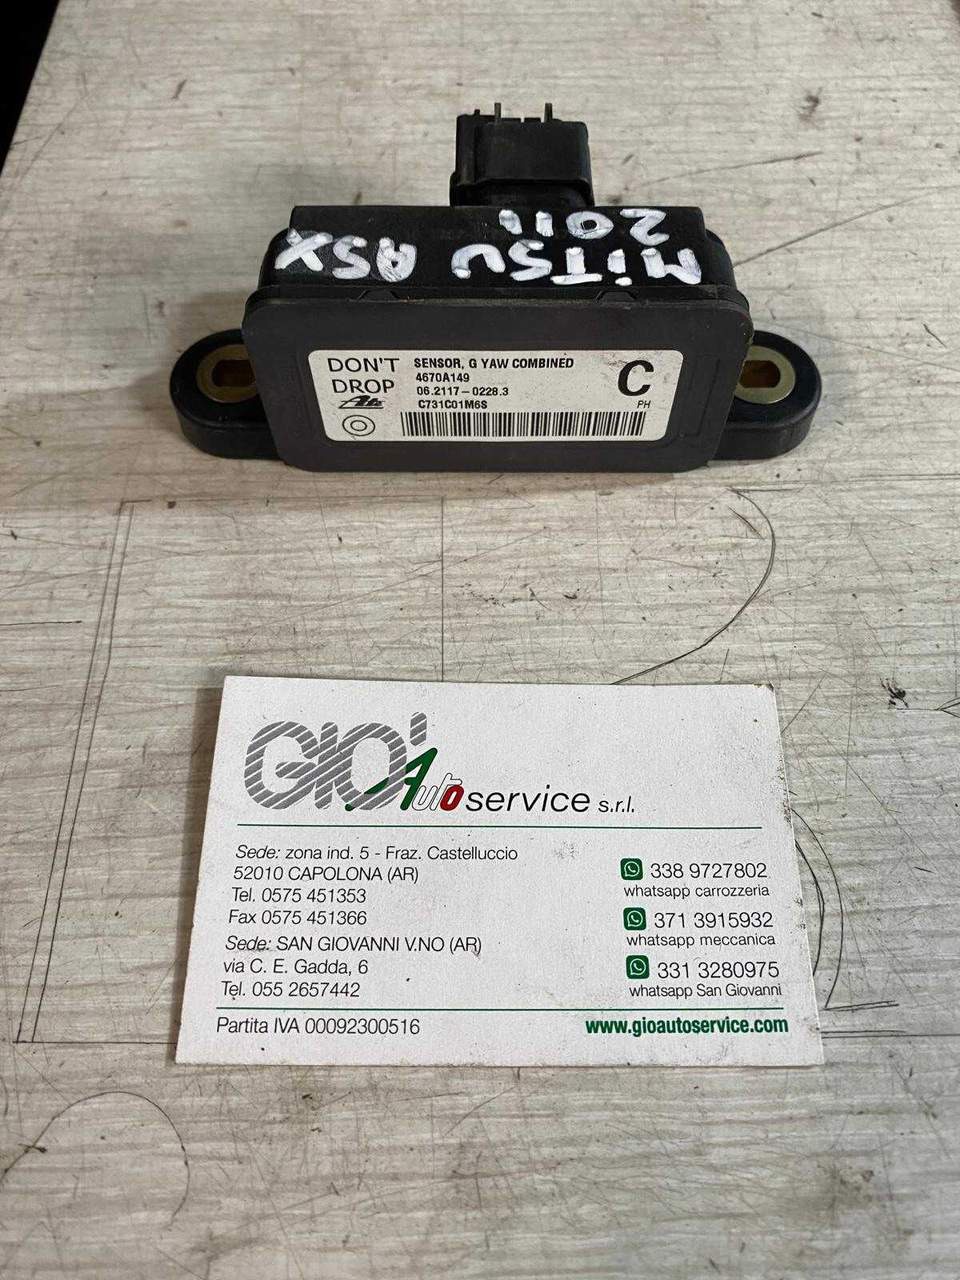 2011
MiTSU ASX
DON'T
DROP
Ate
SENSOR, G YAW COMBINED
4670A149
06.2117-0228.3
C731C01M6S
C
PH
GIO' Auto service s.r.l.
Sede: zona ind. 5 - Fraz. Castelluccio
52010 CAPOLONA (AR)
Tel. 0575 451353
Fax 0575 451366
Sede: SAN GIOVANNI V.NO (AR)
via C. E. Gadda, 6
Tel. 055 2657442
338 9727802
whatsapp carrozzeria
371 3915932
whatsapp meccanica
331 3280975
whatsapp San Giovanni
Partita IVA 00092300516
www.gioautoservice.com